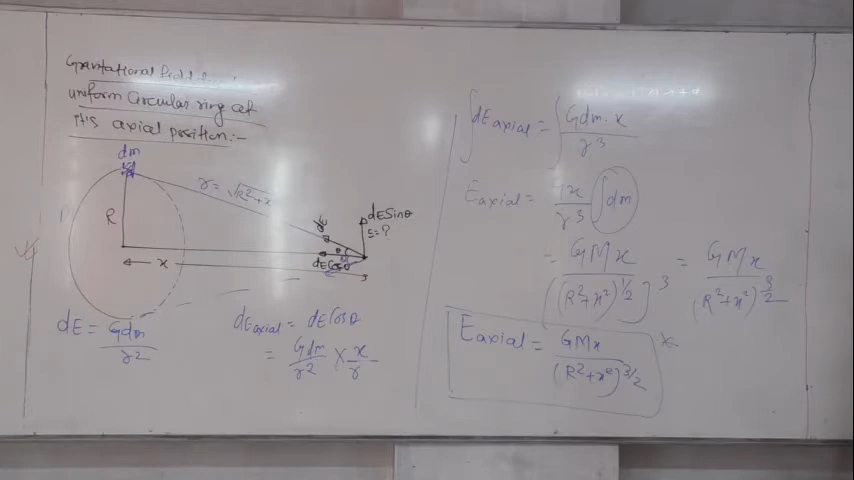 Gravitational field
uniform Circular ring at
it's axial position:-
dm
R
r = √R²+x
dE
dE Sinθ
dE Cosθ
θ
x
dE = Gdm / r²
dE axial = dE Cosθ
= Gdm / r² × x / r
∫dE axial = ∫ Gdm·x / r³
E axial = Gx / r³ ∫dm
= GMx / [(R²+x²)^1/2]^3 = GMx / (R²+x²)^3/2
E axial = GMx / (R²+x²)^3/2